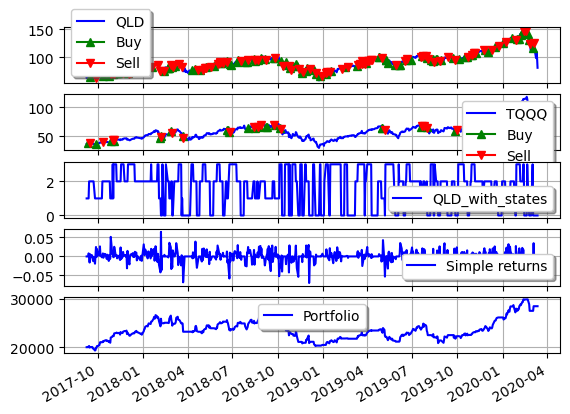 QLD
Buy
Sell
150
100
TQQQ
Buy
Sell
100
50
2
0
QLD_with_states
0.05
0.00
−0.05
Simple returns
30000
20000
Portfolio
2017-10 2018-01 2018-04 2018-07 2018-10 2019-01 2019-04 2019-07 2019-10 2020-01 2020-04